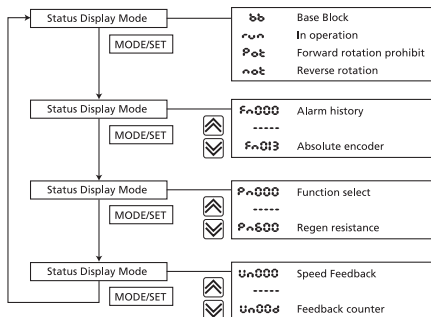 Status Display Mode
MODE/SET
bb Base Block
run In operation
Pot Forward rotation prohibit
not Reverse rotation
Status Display Mode
MODE/SET
Fn000 Alarm history
-----
Fn013 Absolute encoder
Status Display Mode
MODE/SET
Pn000 Function select
-----
Pn600 Regen resistance
Status Display Mode
MODE/SET
Un000 Speed Feedback
-----
Un00d Feedback counter